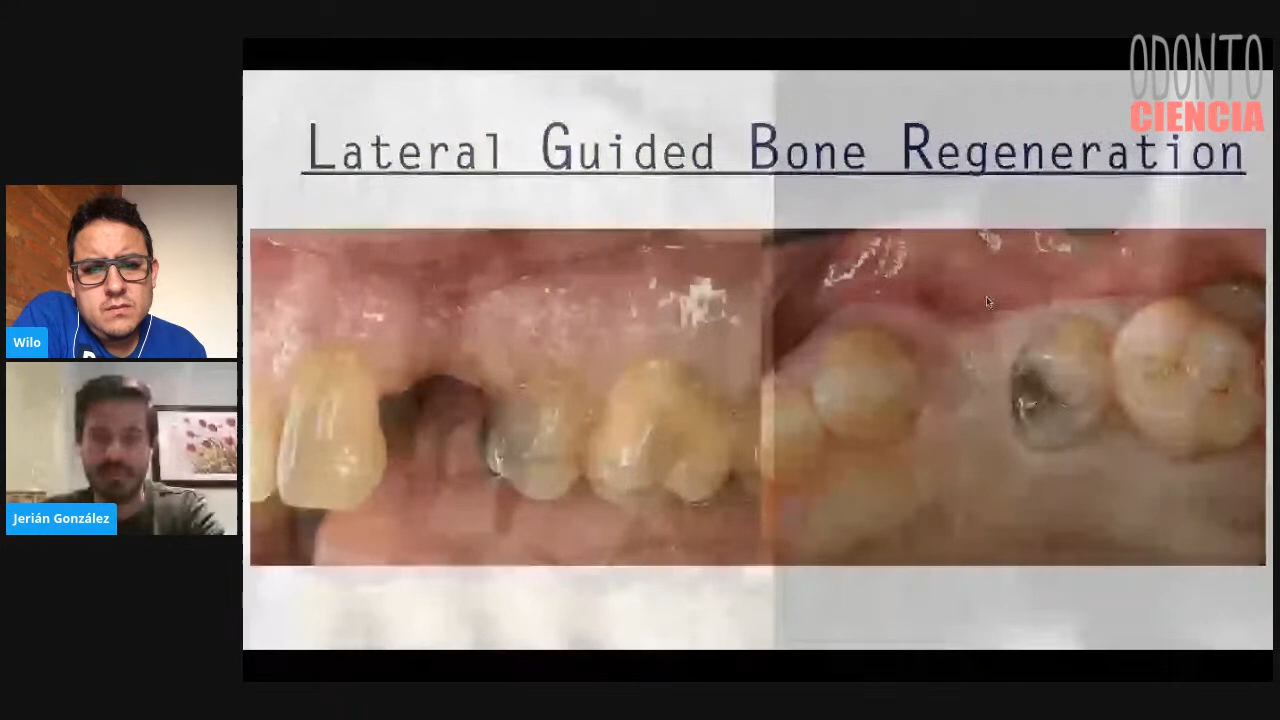 ODONTO
CIENCIA
Lateral Guided Bone Regeneration
Wilo
Jerián González